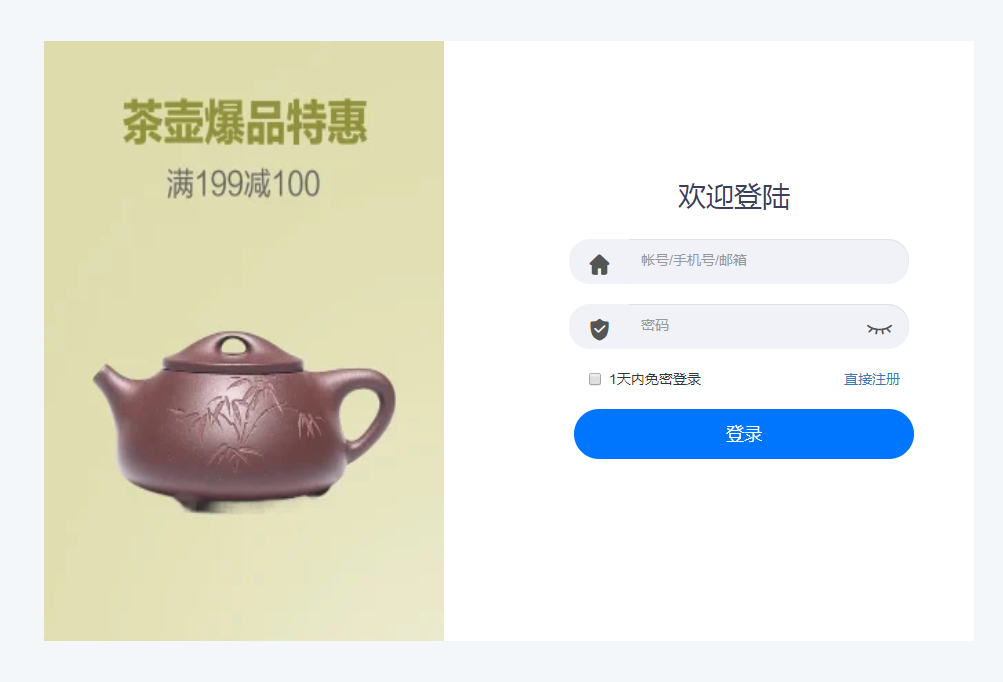 茶壶爆品特惠
满199减100
欢迎登陆
帐号/手机号/邮箱
密码
1天内免密登录
直接注册
登录